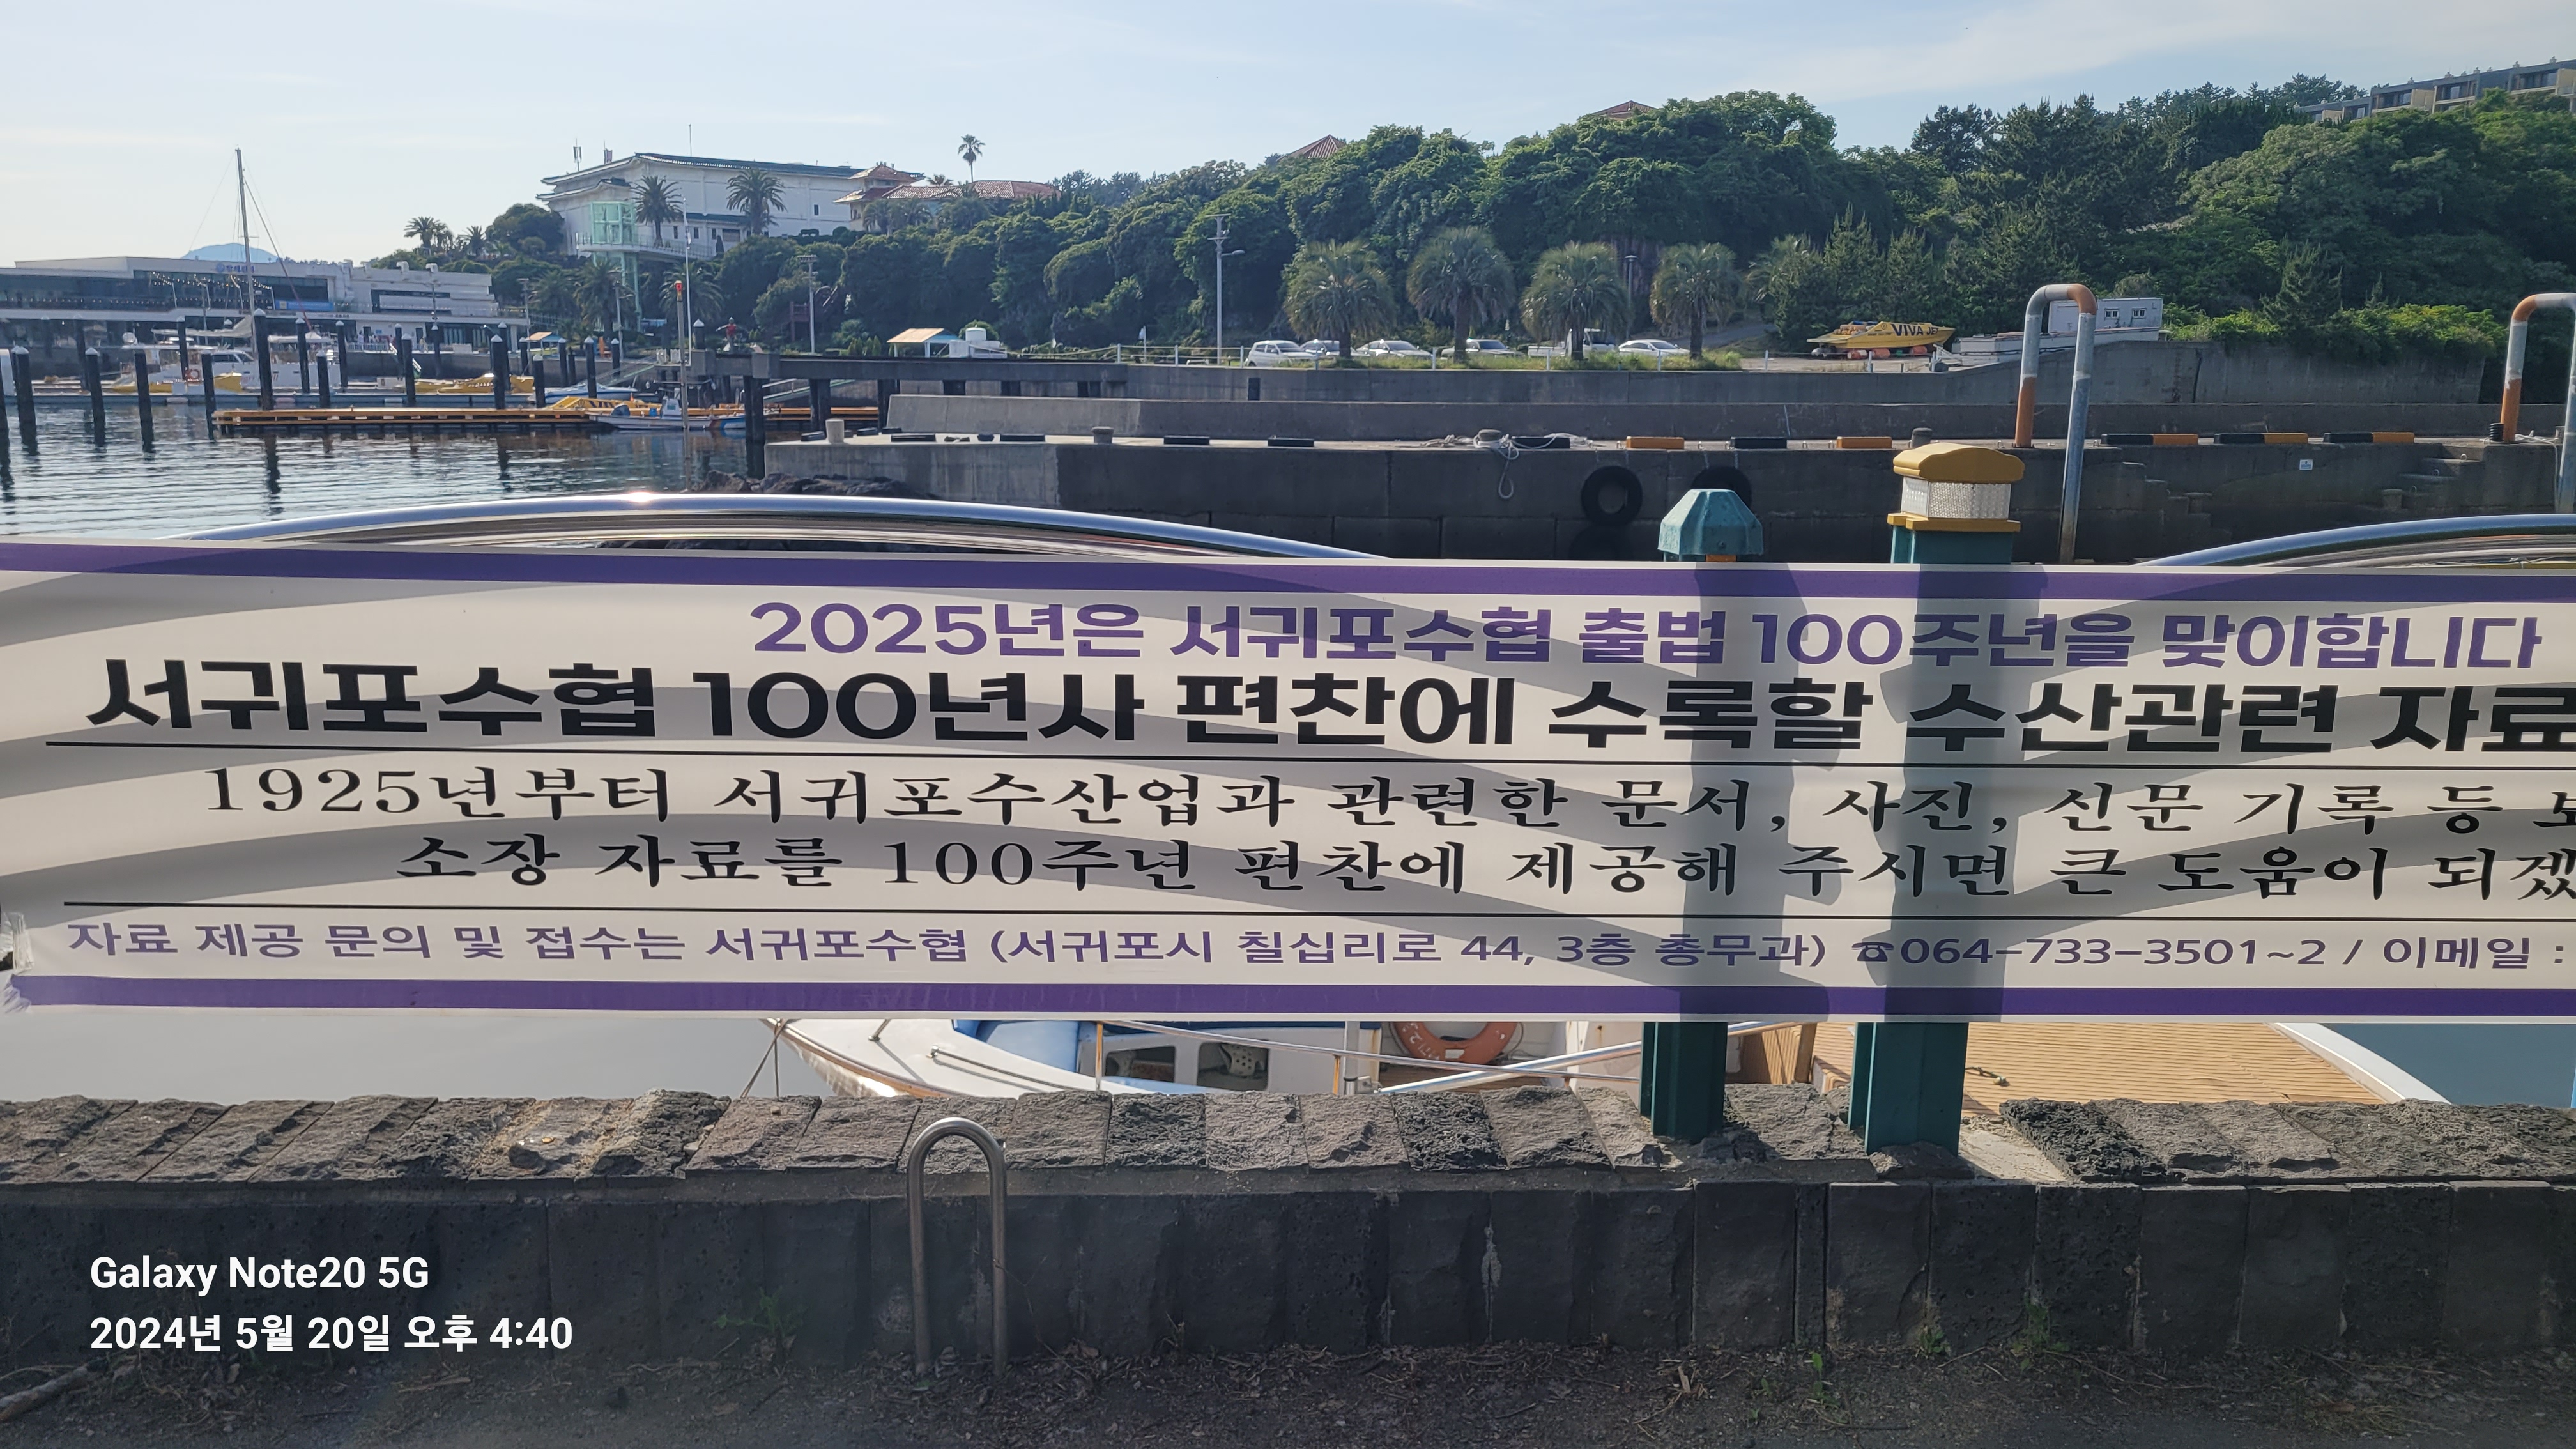 VIVA JET
2025년은 서귀포수협 출범 100주년을 맞이합니다
서귀포수협 100년사 편찬에 수록할 수산관련 자료
1925년부터 서귀포수산업과 관련한 문서, 사진, 신문 기록 등
소장 자료를 100주년 편찬에 제공해 주시면 큰 도움이 되겠
자료 제공 문의 및 접수는 서귀포수협 (서귀포시 칠십리로 44, 3층 총무과) ☎064-733-3501~2 / 이메일 :
Galaxy Note20 5G
2024년 5월 20일 오후 4:40